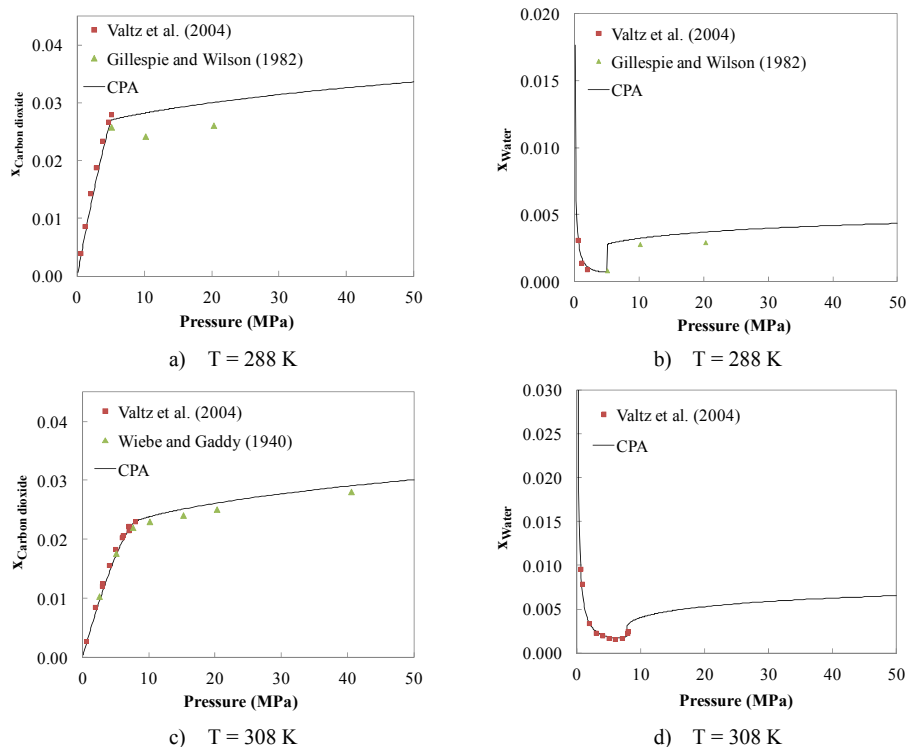 0.04
0.03
0.02
0.01
0.00
0 10 20 30 40 50
xCarbon dioxide
Pressure (MPa)
Valtz et al. (2004)
Gillespie and Wilson (1982)
CPA
a) T = 288 K
0.020
0.015
0.010
0.005
0.000
0 10 20 30 40 50
xWater
Pressure (MPa)
Valtz et al. (2004)
Gillespie and Wilson (1982)
CPA
b) T = 288 K
0.04
0.03
0.02
0.01
0.00
0 10 20 30 40 50
xCarbon dioxide
Pressure (MPa)
Valtz et al. (2004)
Wiebe and Gaddy (1940)
CPA
c) T = 308 K
0.030
0.025
0.020
0.015
0.010
0.005
0.000
0 10 20 30 40 50
xWater
Pressure (MPa)
Valtz et al. (2004)
CPA
d) T = 308 K